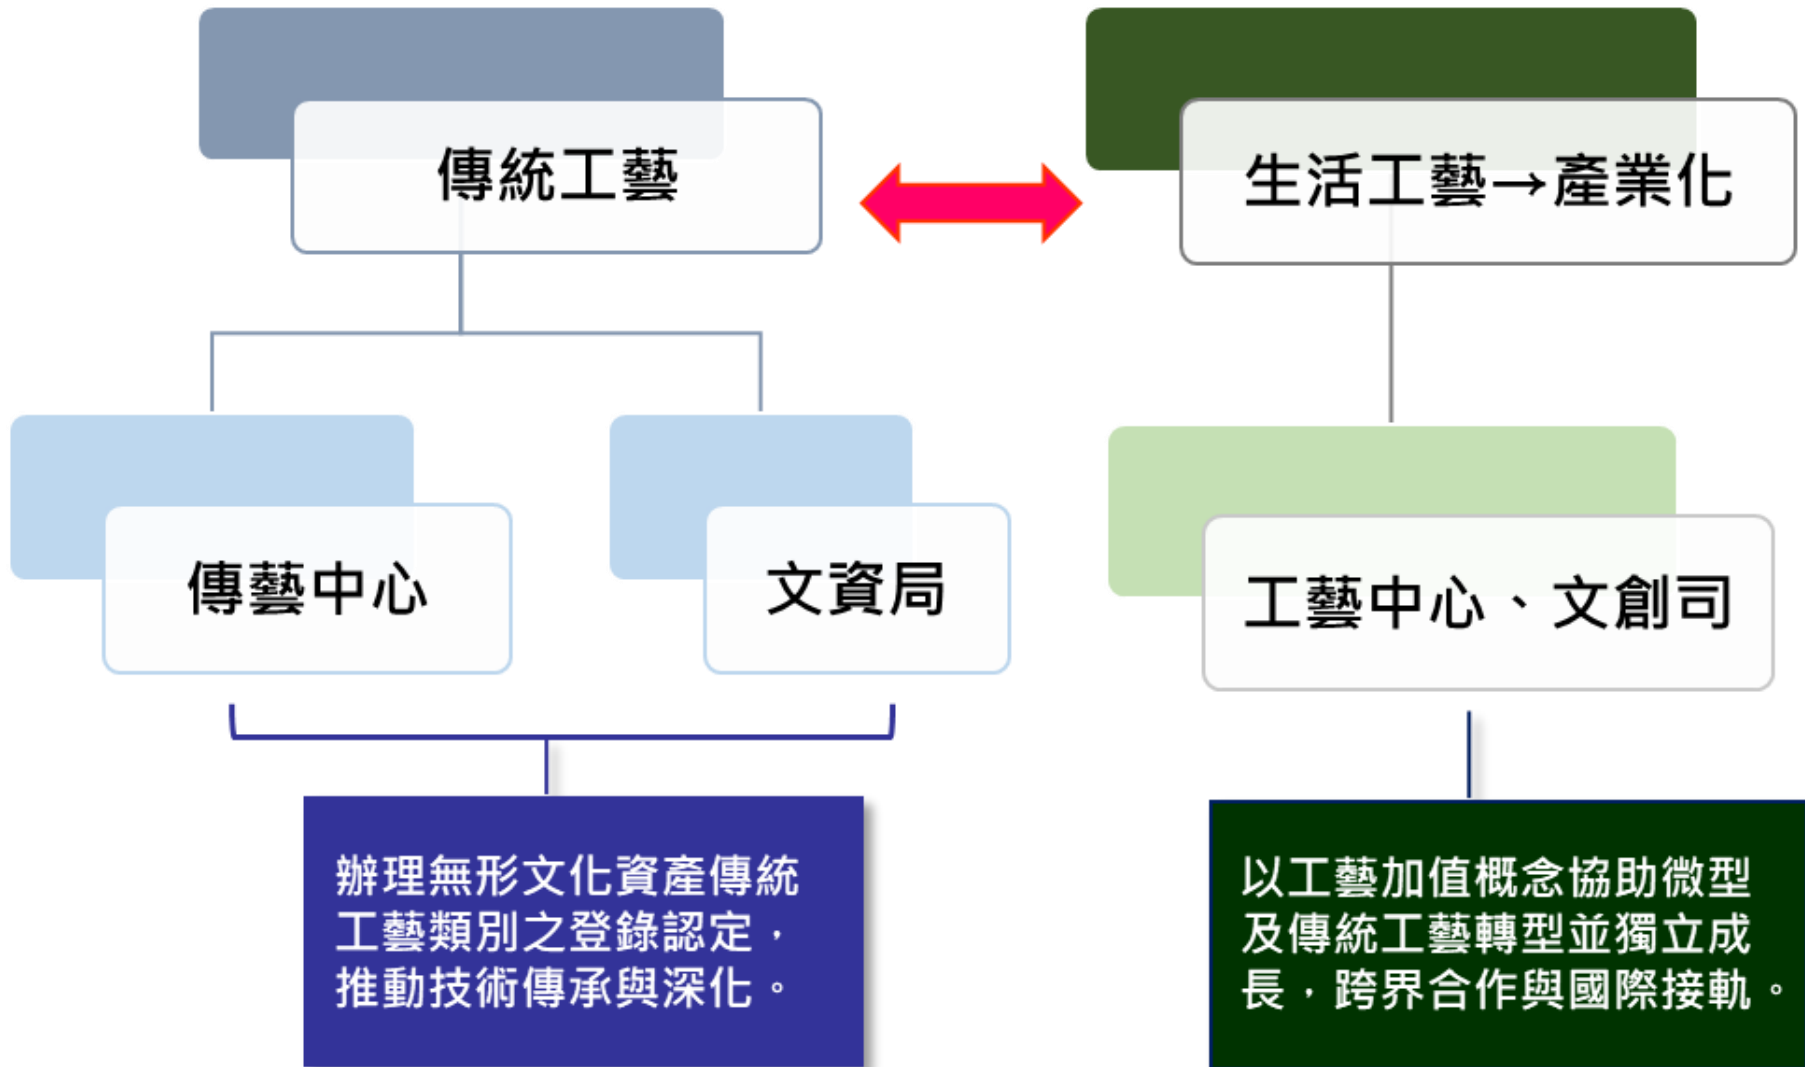 傳統工藝
生活工藝→產業化
傳藝中心
文資局
工藝中心、文創司
辦理無形文化資產傳統
工藝類別之登錄認定，
推動技術傳承與深化。
以工藝加值概念協助微型
及傳統工藝轉型並獨立成
長，跨界合作與國際接軌。